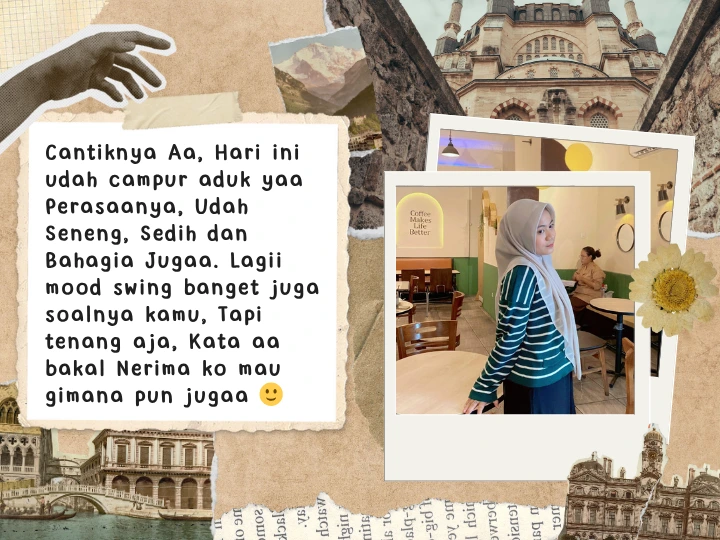 Cantiknya Aa, Hari ini
udah campur aduk yaa
Perasaanya, Udah
Seneng, Sedih dan
Bahagia Jugaa. Lagii
mood swing banget juga
soalnya kamu, Tapi
tenang aja, Kata aa
bakal Nerima ko mau
gimana pun jugaa 🙂
Coffee
Makes
Life
Better